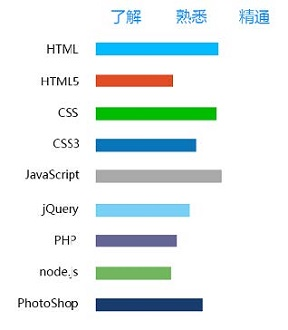 了解 熟悉 精通
HTML
HTML5
CSS
CSS3
JavaScript
jQuery
PHP
node.js
PhotoShop